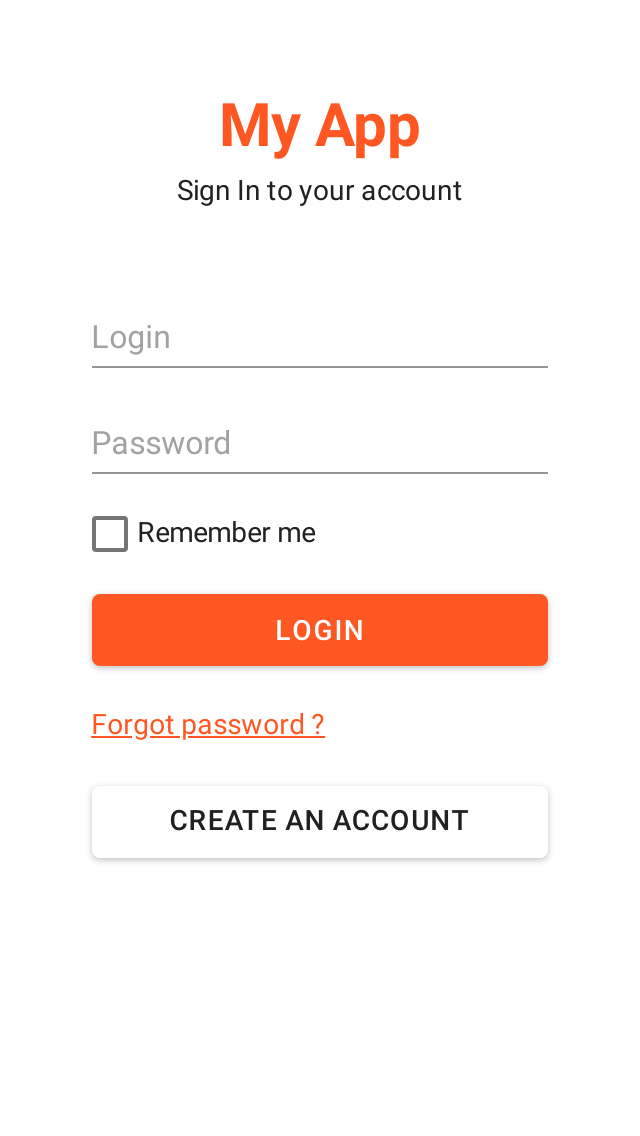 My App
Sign In to your account
Login
Password
Remember me
LOGIN
Forgot password ?
CREATE AN ACCOUNT